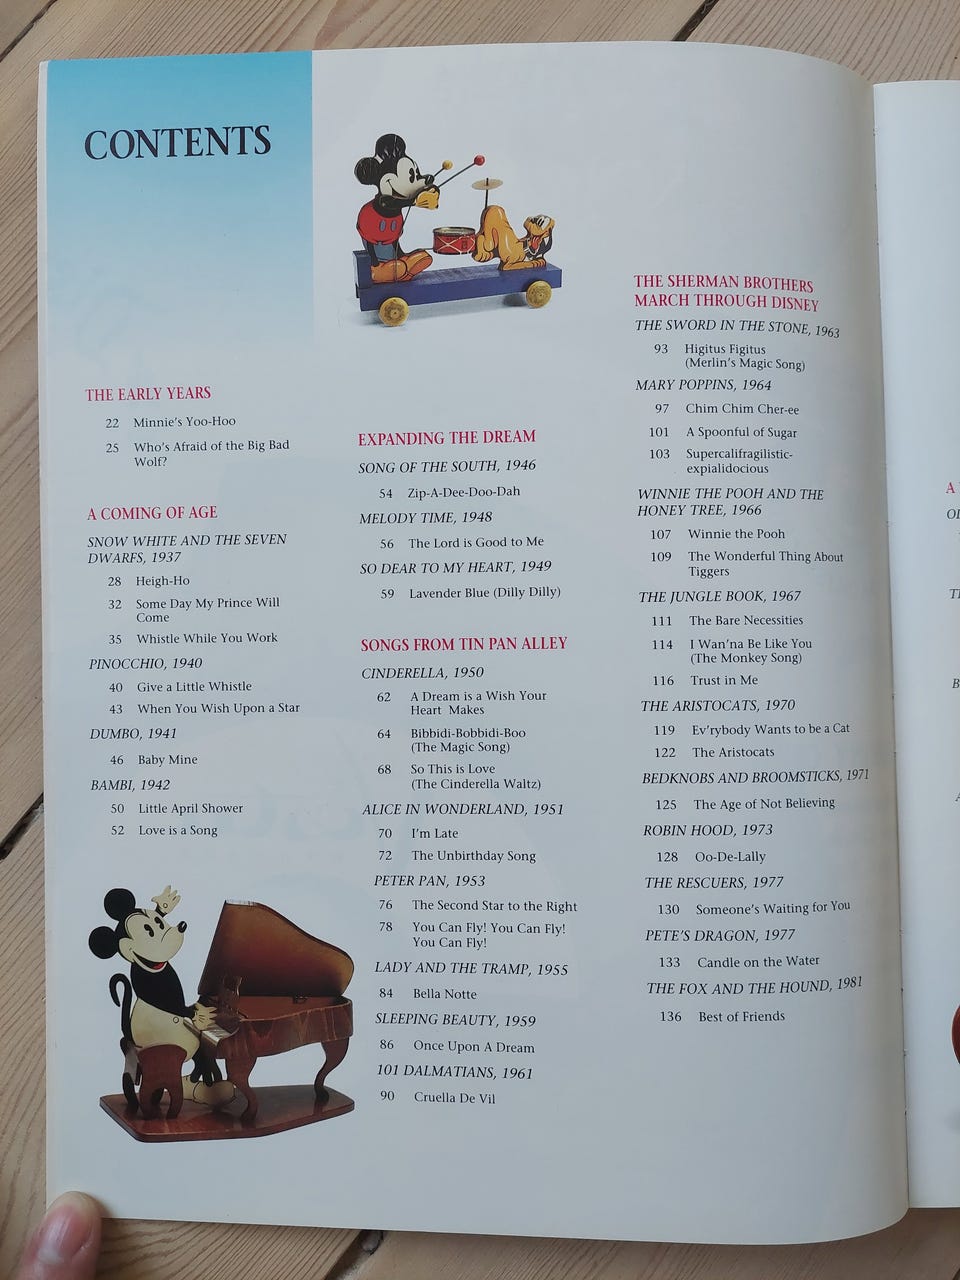 CONTENTS
THE EARLY YEARS
22 Minnie's Yoo-Hoo
25 Who's Afraid of the Big Bad
Wolf?
A COMING OF AGE
SNOW WHITE AND THE SEVEN
DWARFS, 1937
28 Heigh-Ho
32 Some Day My Prince Will
Come
35 Whistle While You Work
PINOCCHIO, 1940
40 Give a Little Whistle
43 When You Wish Upon a Star
DUMBO, 1941
46 Baby Mine
BAMBI, 1942
50 Little April Shower
52 Love is a Song
EXPANDING THE DREAM
SONG OF THE SOUTH, 1946
54 Zip-A-Dee-Doo-Dah
MELODY TIME, 1948
56 The Lord is Good to Me
SO DEAR TO MY HEART, 1949
59 Lavender Blue (Dilly Dilly)
SONGS FROM TIN PAN ALLEY
CINDERELLA, 1950
62 A Dream is a Wish Your
Heart Makes
64 Bibbidi-Bobbidi-Boo
(The Magic Song)
68 So This is Love
(The Cinderella Waltz)
ALICE IN WONDERLAND, 1951
70 I'm Late
72 The Unbirthday Song
PETER PAN, 1953
76 The Second Star to the Right
78 You Can Fly! You Can Fly!
You Can Fly!
LADY AND THE TRAMP, 1955
84 Bella Notte
SLEEPING BEAUTY, 1959
86 Once Upon A Dream
101 DALMATIANS, 1961
90 Cruella De Vil
THE SHERMAN BROTHERS
MARCH THROUGH DISNEY
THE SWORD IN THE STONE, 1963
93 Higitus Figitus
(Merlin's Magic Song)
MARY POPPINS, 1964
97 Chim Chim Cher-ee
101 A Spoonful of Sugar
103 Supercalifragilistic-
expialidocious
WINNIE THE POOH AND THE
HONEY TREE, 1966
107 Winnie the Pooh
109 The Wonderful Thing About
Tiggers
THE JUNGLE BOOK, 1967
111 The Bare Necessities
114 I Wan'na Be Like You
(The Monkey Song)
116 Trust in Me
THE ARISTOCATS, 1970
119 Ev'rybody Wants to be a Cat
122 The Aristocats
BEDKNOBS AND BROOMSTICKS, 1971
125 The Age of Not Believing
ROBIN HOOD, 1973
128 Oo-De-Lally
THE RESCUERS, 1977
130 Someone's Waiting for You
PETE'S DRAGON, 1977
133 Candle on the Water
THE FOX AND THE HOUND, 1981
136 Best of Friends